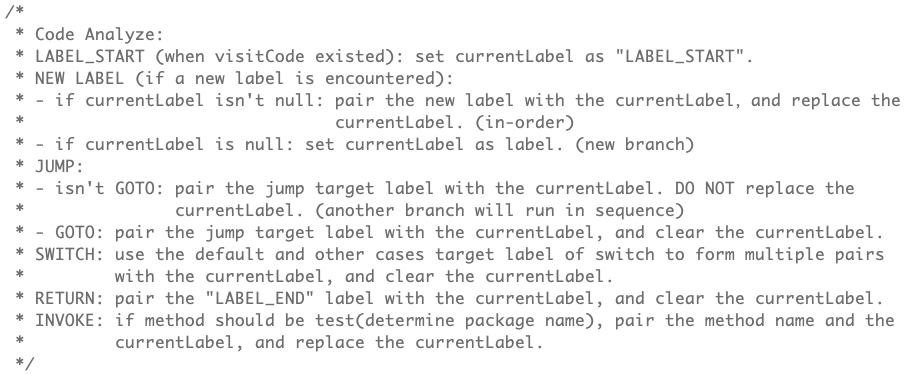 /*
 * Code Analyze:
 * LABEL_START (when visitCode existed): set currentLabel as "LABEL_START".
 * NEW LABEL (if a new label is encountered):
 * - if currentLabel isn't null: pair the new label with the currentLabel, and replace the
 *                               currentLabel. (in-order)
 * - if currentLabel is null: set currentLabel as label. (new branch)
 * JUMP:
 * - isn't GOTO: pair the jump target label with the currentLabel. DO NOT replace the
 *               currentLabel. (another branch will run in sequence)
 * - GOTO: pair the jump target label with the currentLabel, and clear the currentLabel.
 * SWITCH: use the default and other cases target label of switch to form multiple pairs
 *         with the currentLabel, and clear the currentLabel.
 * RETURN: pair the "LABEL_END" label with the currentLabel, and clear the currentLabel.
 * INVOKE: if method should be test(determine package name), pair the method name and the
 *         currentLabel, and replace the currentLabel.
 */